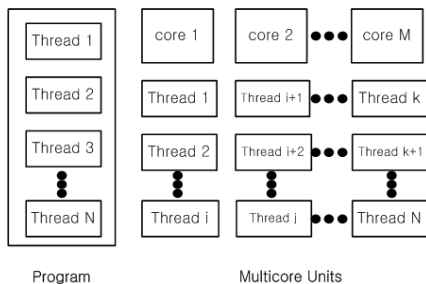 Thread 1
core 1
core 2
core M
Thread 2
Thread 1
Thread i+1
Thread k
Thread 3
Thread 2
Thread i+2
Thread k+1
Thread N
Thread i
Thread j
Thread N
Program
Multicore Units